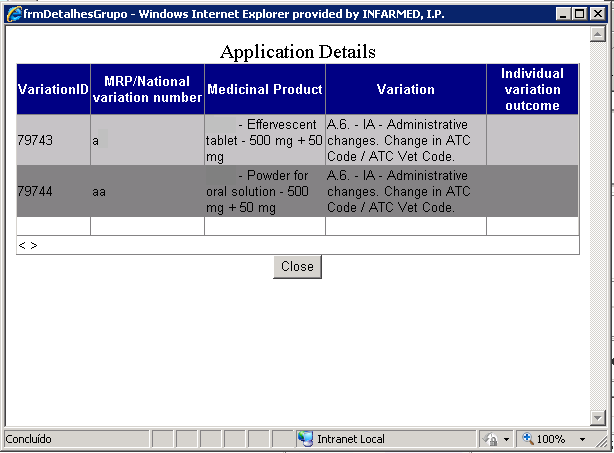 frmDetalhesGrupo - Windows Internet Explorer provided by INFARMED, I.P.
Application Details
VariationID
MRP/National
variation number
Medicinal Product
Variation
Individual
variation
outcome
79743
a
- Effervescent
tablet - 500 mg + 50
mg
A.6. - IA - Administrative
changes. Change in ATC
Code / ATC Vet Code.
79744
aa
- Powder for
oral solution - 500
mg + 50 mg
A.6. - IA - Administrative
changes. Change in ATC
Code / ATC Vet Code.
< >
Close
Concluído
Intranet Local
100%